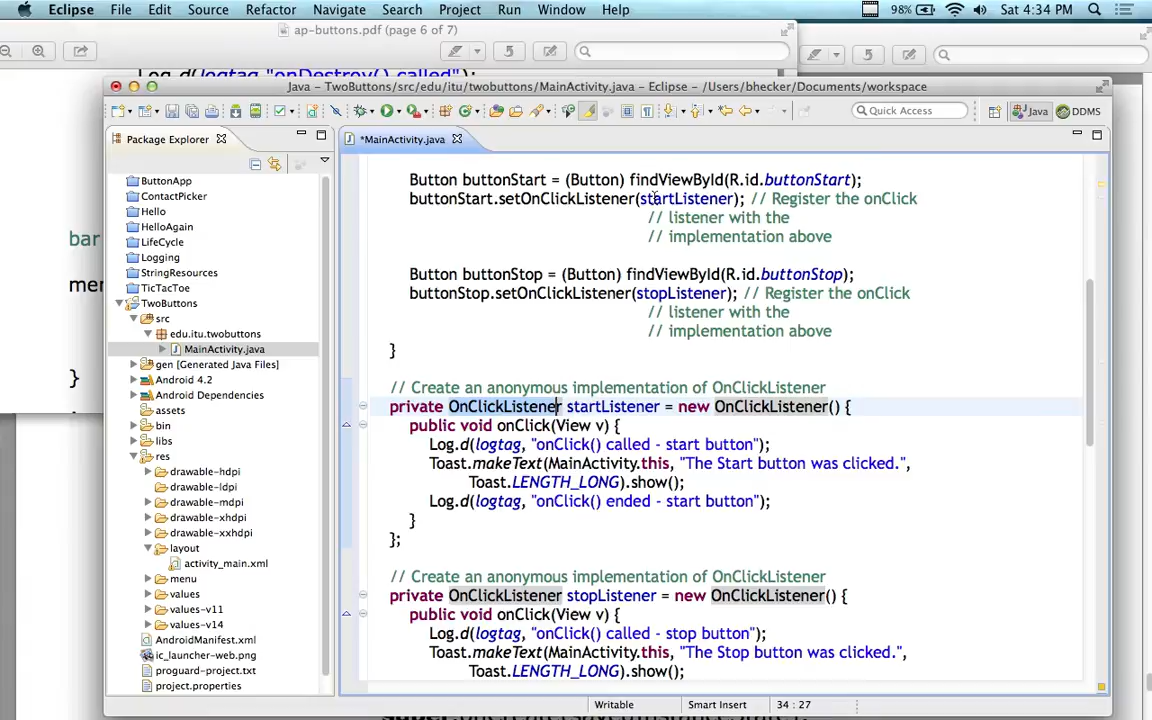 Eclipse File Edit Source Refactor Navigate Search Project Run Window Help 98% Sat 4:34 PM
ap-buttons.pdf (page 6 of 7)
Log.d(logtag "onDestroy() called");
Java – TwoButtons/src/edu/itu/twobuttons/MainActivity.java – Eclipse – /Users/bhecker/Documents/workspace
Quick Access Java DDMS
Package Explorer
*MainActivity.java
ButtonApp
ContactPicker
Hello
HelloAgain
LifeCycle
Logging
StringResources
TicTacToe
TwoButtons
src
edu.itu.twobuttons
MainActivity.java
gen [Generated Java Files]
Android 4.2
Android Dependencies
assets
bin
libs
res
drawable-hdpi
drawable-ldpi
drawable-mdpi
drawable-xhdpi
drawable-xxhdpi
layout
activity_main.xml
menu
values
values-v11
values-v14
AndroidManifest.xml
ic_launcher-web.png
proguard-project.txt
project.properties
bar
}
Button buttonStart = (Button) findViewById(R.id.buttonStart);
buttonStart.setOnClickListener(startListener); // Register the onClick
// listener with the
// implementation above
Button buttonStop = (Button) findViewById(R.id.buttonStop);
buttonStop.setOnClickListener(stopListener); // Register the onClick
// listener with the
// implementation above
}
// Create an anonymous implementation of OnClickListener
private OnClickListener startListener = new OnClickListener() {
public void onClick(View v) {
Log.d(logtag, "onClick() called - start button");
Toast.makeText(MainActivity.this, "The Start button was clicked.",
Toast.LENGTH_LONG).show();
Log.d(logtag, "onClick() ended - start button");
}
};
// Create an anonymous implementation of OnClickListener
private OnClickListener stopListener = new OnClickListener() {
public void onClick(View v) {
Log.d(logtag, "onClick() called - stop button");
Toast.makeText(MainActivity.this, "The Stop button was clicked.",
Toast.LENGTH_LONG).show();
Writable Smart Insert 34 : 27